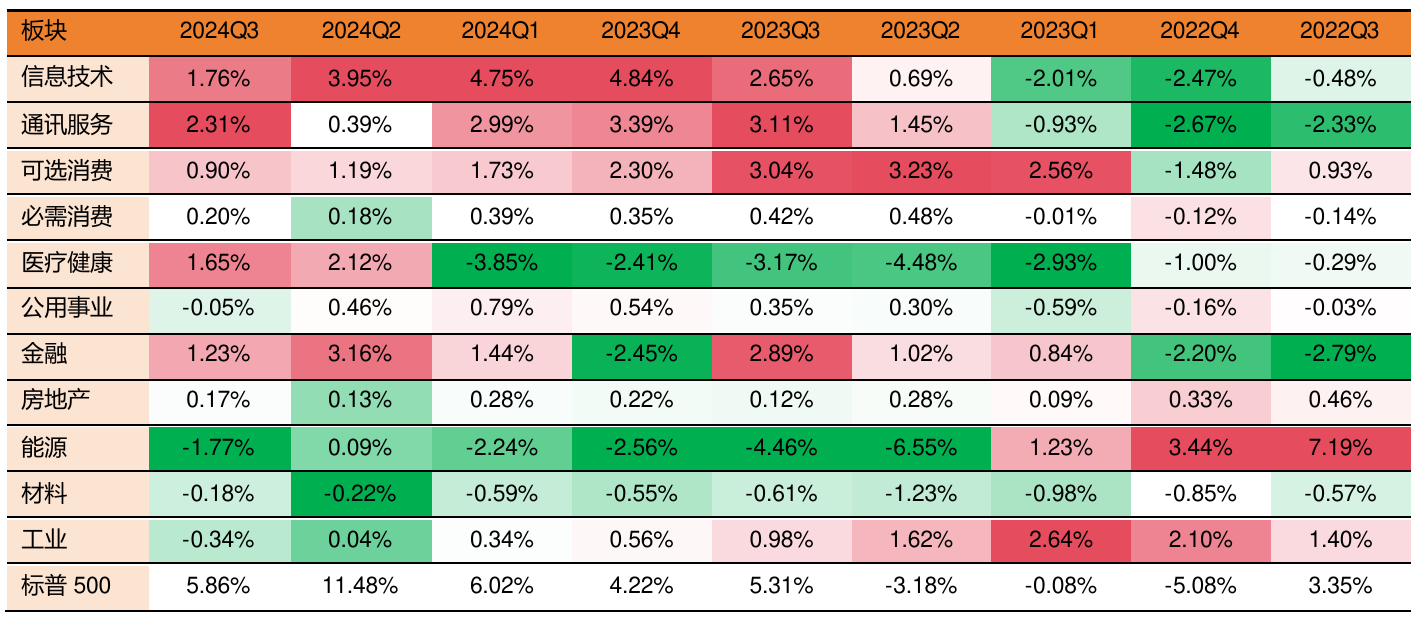 板块 2024Q3 2024Q2 2024Q1 2023Q4 2023Q3 2023Q2 2023Q1 2022Q4 2022Q3
信息技术 1.76% 3.95% 4.75% 4.84% 2.65% 0.69% -2.01% -2.47% -0.48%
通讯服务 2.31% 0.39% 2.99% 3.39% 3.11% 1.45% -0.93% -2.67% -2.33%
可选消费 0.90% 1.19% 1.73% 2.30% 3.04% 3.23% 2.56% -1.48% 0.93%
必需消费 0.20% 0.18% 0.39% 0.35% 0.42% 0.48% -0.01% -0.12% -0.14%
医疗健康 1.65% 2.12% -3.85% -2.41% -3.17% -4.48% -2.93% -1.00% -0.29%
公用事业 -0.05% 0.46% 0.79% 0.54% 0.35% 0.30% -0.59% -0.16% -0.03%
金融 1.23% 3.16% 1.44% -2.45% 2.89% 1.02% 0.84% -2.20% -2.79%
房地产 0.17% 0.13% 0.28% 0.22% 0.12% 0.28% 0.09% 0.33% 0.46%
能源 -1.77% 0.09% -2.24% -2.56% -4.46% -6.55% 1.23% 3.44% 7.19%
材料 -0.18% -0.22% -0.59% -0.55% -0.61% -1.23% -0.98% -0.85% -0.57%
工业 -0.34% 0.04% 0.34% 0.56% 0.98% 1.62% 2.64% 2.10% 1.40%
标普 500 5.86% 11.48% 6.02% 4.22% 5.31% -3.18% -0.08% -5.08% 3.35%